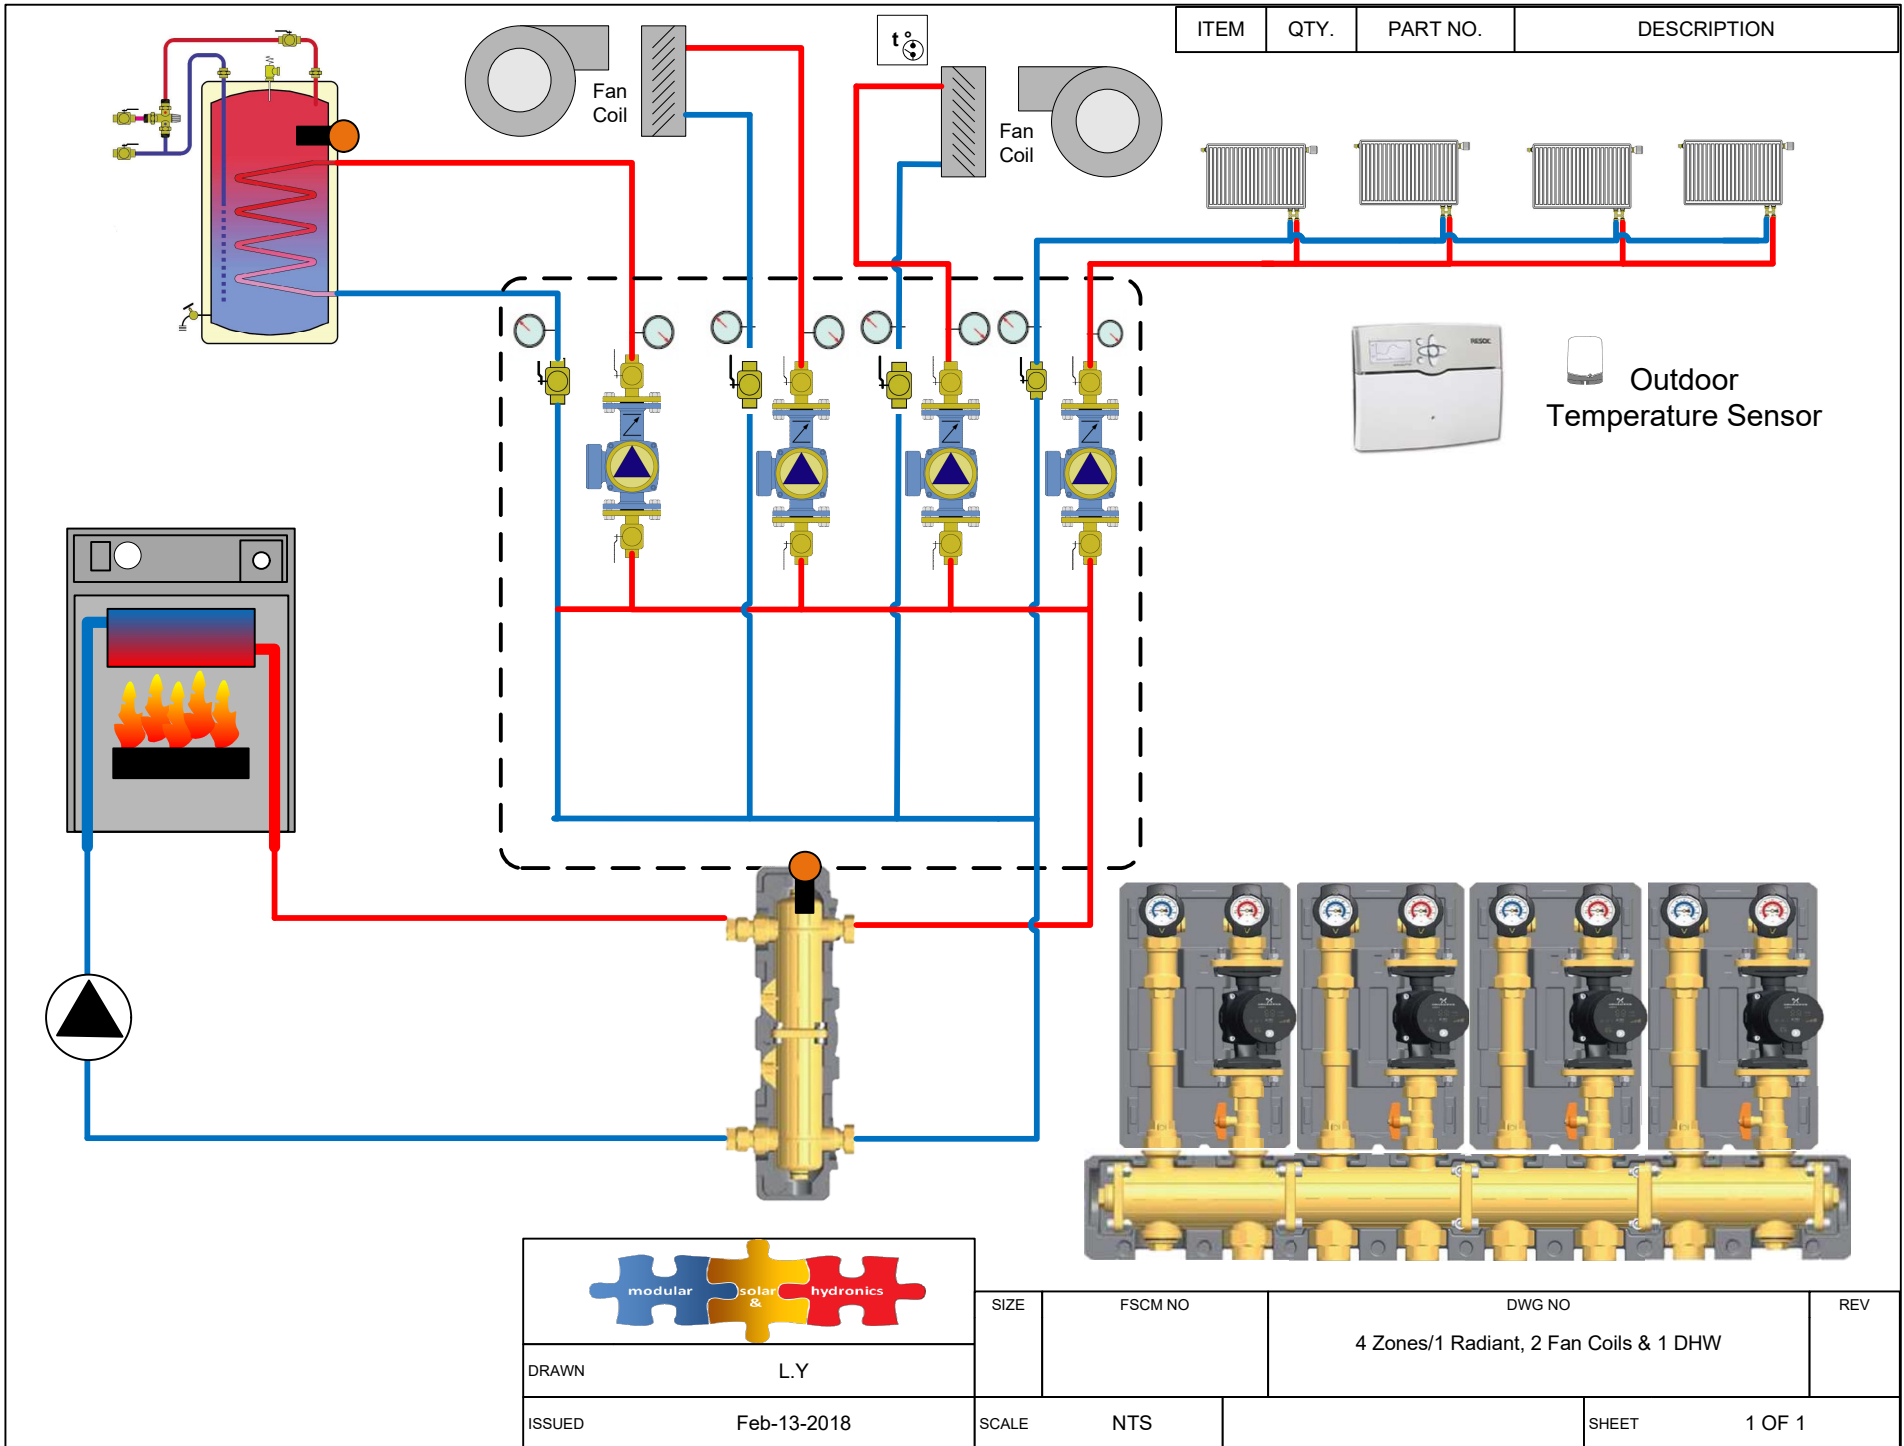 ITEM QTY. PART NO. DESCRIPTION
t°
Fan
Coil
Fan
Coil
RESOL
Outdoor
Temperature Sensor
modular solar & hydronics
SIZE FSCM NO DWG NO REV
4 Zones/1 Radiant, 2 Fan Coils & 1 DHW
DRAWN L.Y
ISSUED Feb-13-2018 SCALE NTS SHEET 1 OF 1